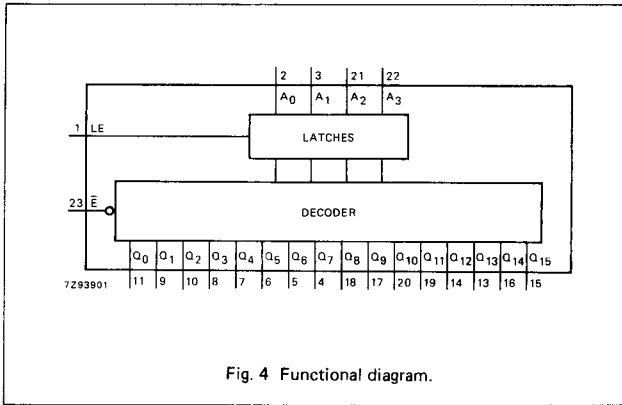 2 3 21 22
A0 A1 A2 A3
1 LE
LATCHES
23 E̅
DECODER
Q0 Q1 Q2 Q3 Q4 Q5 Q6 Q7 Q8 Q9 Q10 Q11 Q12 Q13 Q14 Q15
7Z93901 11 9 10 8 7 6 5 4 18 17 20 19 14 13 16 15
Fig. 4 Functional diagram.